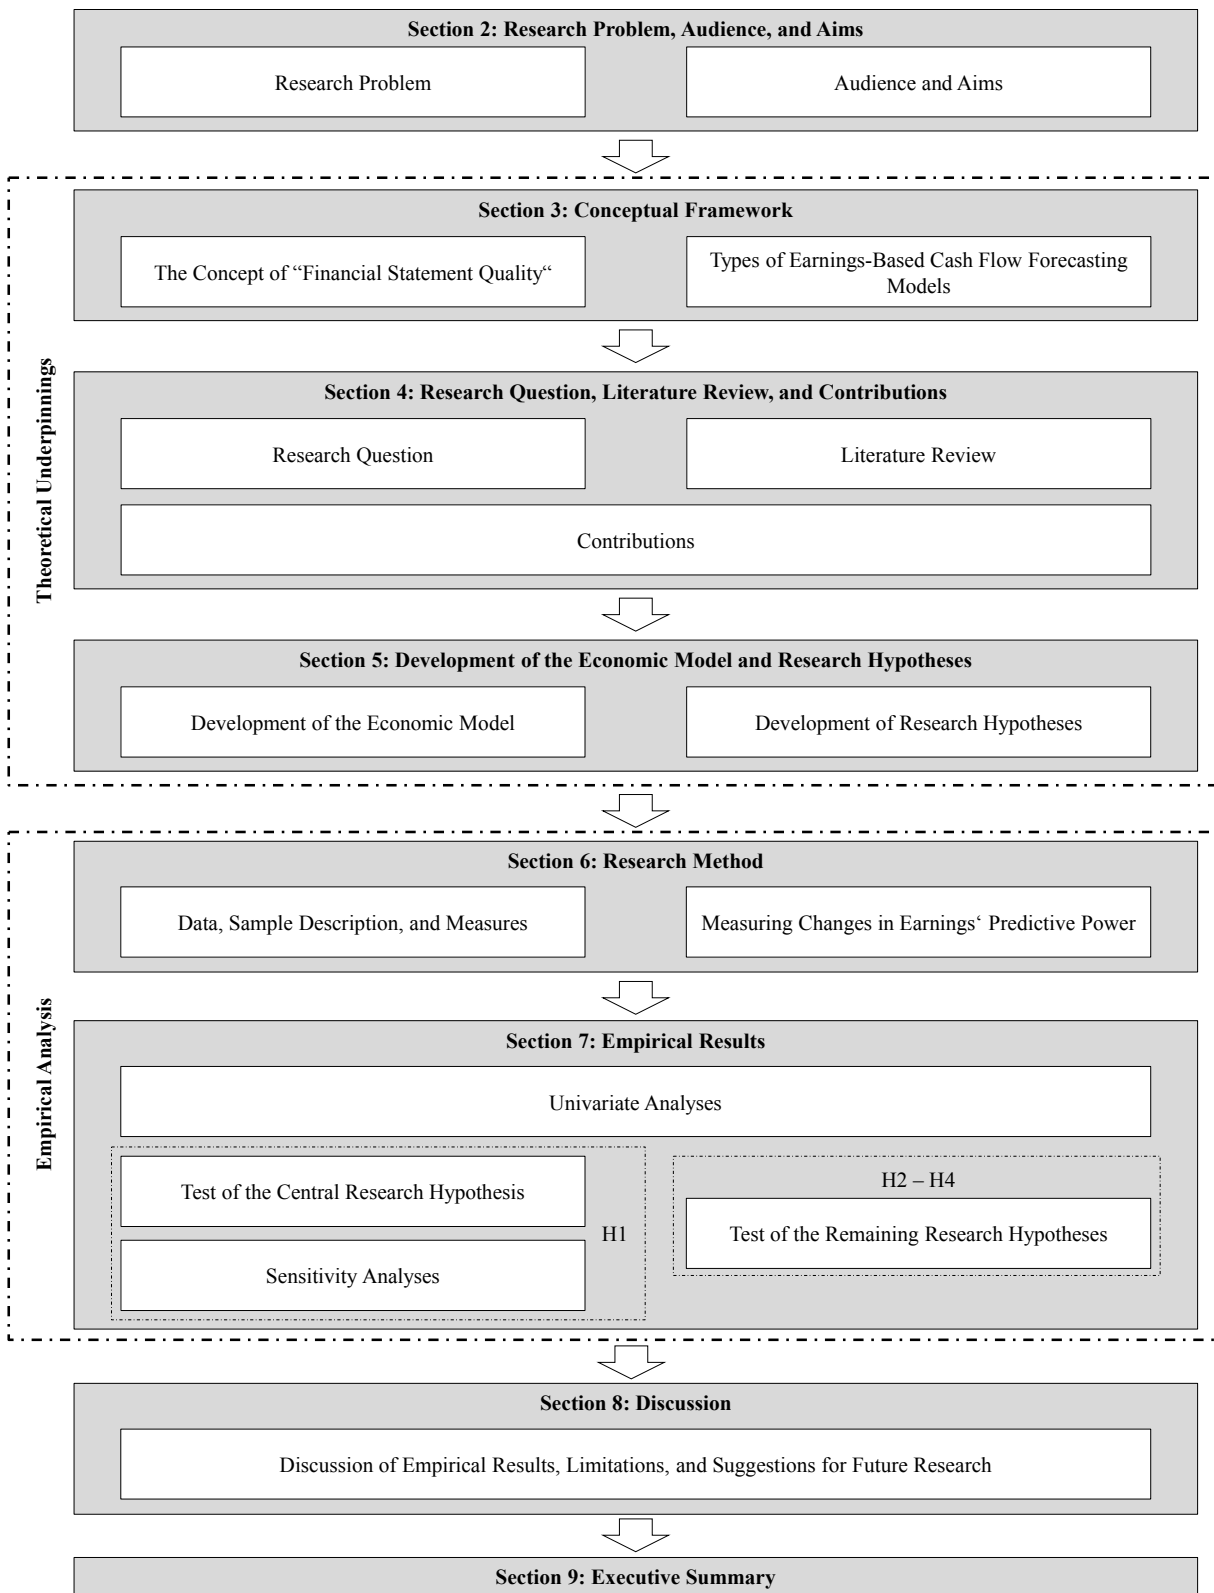 Section 2: Research Problem, Audience, and Aims
Research Problem
Audience and Aims
Theoretical Underpinnings
Section 3: Conceptual Framework
The Concept of “Financial Statement Quality“
Types of Earnings-Based Cash Flow Forecasting
Models
Section 4: Research Question, Literature Review, and Contributions
Research Question
Literature Review
Contributions
Section 5: Development of the Economic Model and Research Hypotheses
Development of the Economic Model
Development of Research Hypotheses
Empirical Analysis
Section 6: Research Method
Data, Sample Description, and Measures
Measuring Changes in Earnings‘ Predictive Power
Section 7: Empirical Results
Univariate Analyses
Test of the Central Research Hypothesis
Sensitivity Analyses
H1
H2 – H4
Test of the Remaining Research Hypotheses
Section 8: Discussion
Discussion of Empirical Results, Limitations, and Suggestions for Future Research
Section 9: Executive Summary